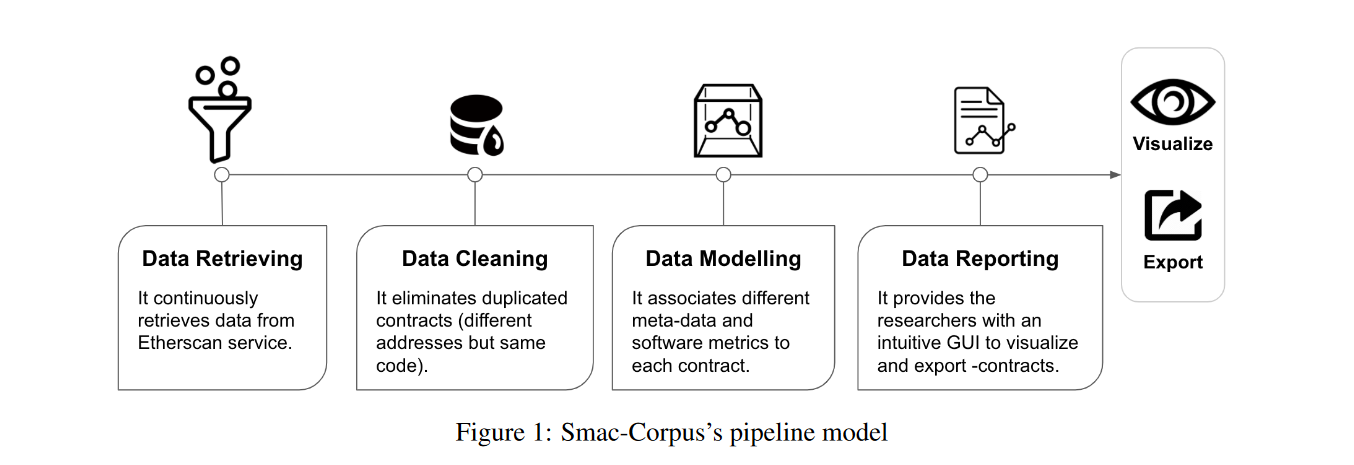 Visualize
Export
Data Retrieving
It continuously
retrieves data from
Etherscan service.
Data Cleaning
It eliminates duplicated
contracts (different
addresses but same
code).
Data Modelling
It associates different
meta-data and
software metrics to
each contract.
Data Reporting
It provides the
researchers with an
intuitive GUI to visualize
and export -contracts.
Figure 1: Smac-Corpus's pipeline model